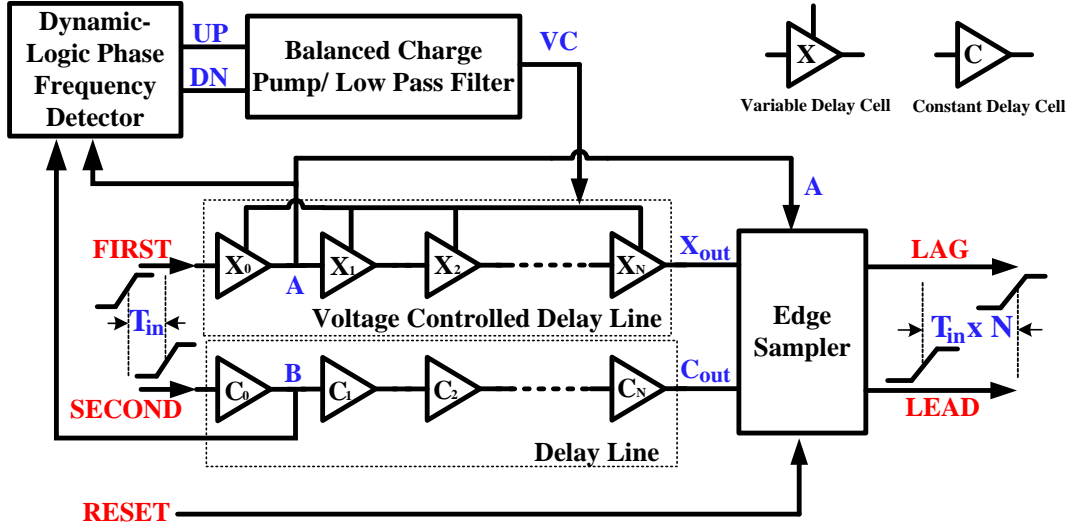 Dynamic-
Logic Phase
Frequency
Detector
UP
DN
Balanced Charge
Pump/ Low Pass Filter
VC
X
Variable Delay Cell
C
Constant Delay Cell
A
FIRST
X0
A
X1
X2
XN
Xout
Voltage Controlled Delay Line
Tin
SECOND
C0
B
C1
C2
CN
Cout
Delay Line
Edge
Sampler
LAG
Tin x N
LEAD
RESET